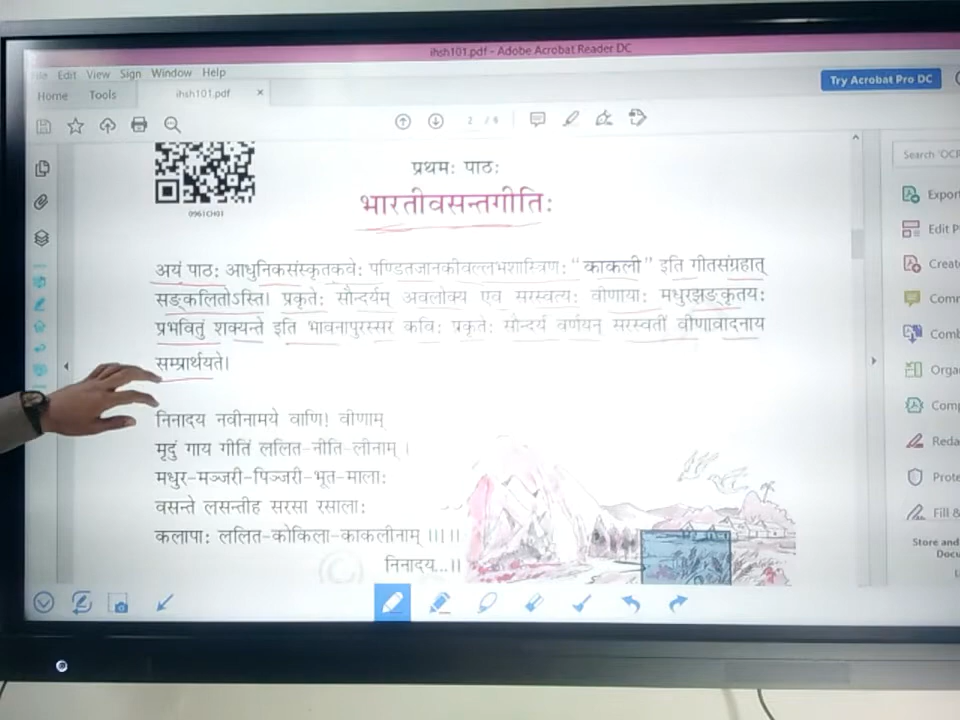 ihsh101.pdf - Adobe Acrobat Reader DC
File Edit View Sign Window Help
Try Acrobat Pro DC
Home Tools ihsh101.pdf ×
2 / 6
Search 'OCR
प्रथमः पाठः
0961CH01
भारतीवसन्तगीतिः
Export
Edit P
Create
Comm
Comb
Organ
Comp
Reda
Prote
Fill &
Store and
Docu
अयं पाठः आधुनिकसंस्कृतकवेः पण्डितजानकीवल्लभशास्त्रिणः "काकली" इति गीतसंग्रहात्
सङ्कलितोऽस्ति। प्रकृतेः सौन्दर्यम् अवलोक्य एव सरस्वत्यः वीणायाः मधुरझङ्कृतयः
प्रभवितुं शक्यन्ते इति भावनापुरस्सर कविः प्रकृतेः सौन्दर्य वर्णयन् सरस्वतीं वीणावादनाय
सम्प्रार्थयते।
निनादय नवीनामये वाणि! वीणाम्
मृदुं गाय गीतिं ललित-नीति-लीनाम् ।
मधुर-मञ्जरी-पिञ्जरी-भूत-मालाः
वसन्ते लसन्तीह सरसा रसालाः
कलापाः ललित-कोकिला-काकलीनाम् ॥1॥
निनादय...॥